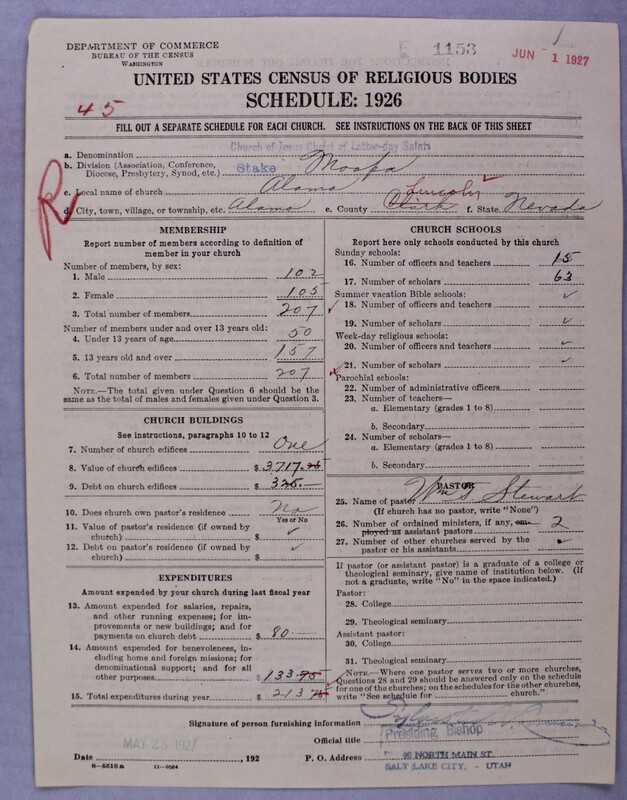 DEPARTMENT OF COMMERCE
BUREAU OF THE CENSUS
WASHINGTON
1153
JUN 1 1927
UNITED STATES CENSUS OF RELIGIOUS BODIES
SCHEDULE: 1926
45
FILL OUT A SEPARATE SCHEDULE FOR EACH CHURCH. SEE INSTRUCTIONS ON THE BACK OF THIS SHEET
a. Denomination Church of Jesus Christ of Latter-day Saints
b. Division (Association, Conference, Diocese, Presbytery, Synod, etc.) Stake Moapa
c. Local name of church Alamo
R
d. City, town, village, or township, etc. Alamo e. County Clark Lincoln f. State Nevada
MEMBERSHIP
Report number of members according to definition of
member in your church
Number of members, by sex:
1. Male 102
2. Female 105
3. Total number of members 207
Number of members under and over 13 years old:
4. Under 13 years of age 50
5. 13 years old and over 157
6. Total number of members 207
NOTE.—The total given under Question 6 should be the
same as the total of males and females given under Question 3.
CHURCH BUILDINGS
See instructions, paragraphs 10 to 12
7. Number of church edifices One
8. Value of church edifices $ 3,717.25
9. Debt on church edifices $ 325.—
10. Does church own pastor's residence No
Yes or No
11. Value of pastor's residence (if owned by
church) $ ✓
12. Debt on pastor's residence (if owned by
church) $ ✓
EXPENDITURES
Amount expended by your church during last fiscal year
13. Amount expended for salaries, repairs,
and other running expenses; for im-
provements or new buildings; and for
payments on church debt $ 80
14. Amount expended for benevolences, in-
cluding home and foreign missions; for
denominational support; and for all
other purposes $ 133.75
15. Total expenditures during year $ 213 75
CHURCH SCHOOLS
Report here only schools conducted by this church
Sunday schools:
16. Number of officers and teachers 15
17. Number of scholars 63
Summer vacation Bible schools:
18. Number of officers and teachers ✓
19. Number of scholars ✓
Week-day religious schools:
20. Number of officers and teachers ✓
21. Number of scholars ✓
Parochial schools:
22. Number of administrative officers
23. Number of teachers—
a. Elementary (grades 1 to 8)
b. Secondary
24. Number of scholars—
a. Elementary (grades 1 to 8)
b. Secondary
PASTOR
25. Name of pastor Wm T Stewart
(If church has no pastor, write "None")
26. Number of ordained ministers, if any, em-
ployed as assistant pastors 2
27. Number of other churches served by the
pastor or his assistants ✓
If pastor (or assistant pastor) is a graduate of a college or
theological seminary, give name of institution below. (If
not a graduate, write "No" in the space indicated.)
Pastor:
28. College
29. Theological seminary
Assistant pastor:
30. College
31. Theological seminary
NOTE.—Where one pastor serves two or more churches,
Questions 28 and 29 should be answered only on the schedule
for one of the churches; on the schedules for the other churches,
write "See schedule for church."
Signature of person furnishing information
Official title Presiding Bishop
Date MAY 25 1927, 192 P. O. Address 40 NORTH MAIN ST.
SALT LAKE CITY, - UTAH
8—5518a 11—9664